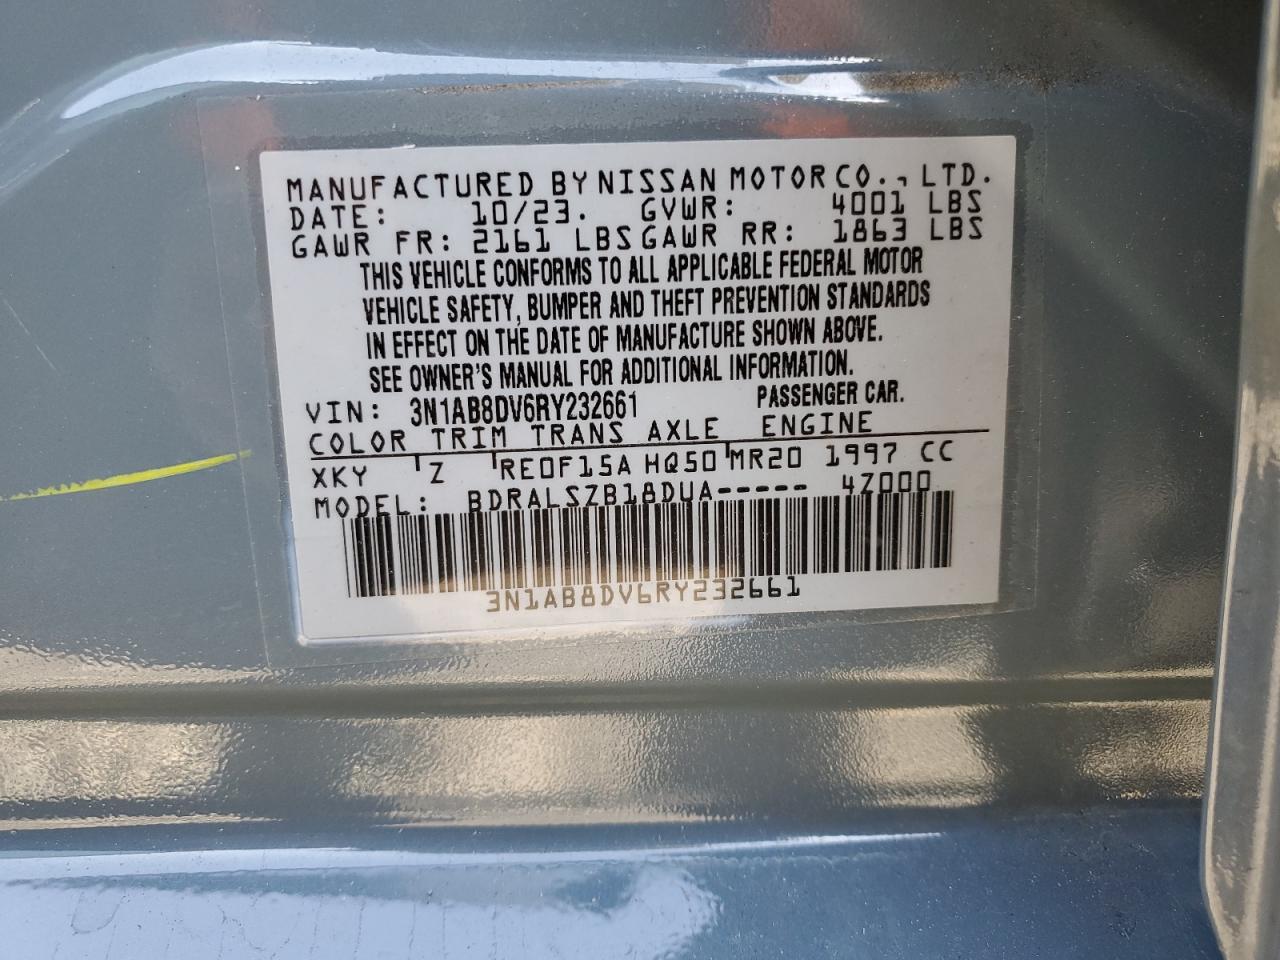 MANUFACTURED BY NISSAN MOTOR CO., LTD.
DATE: 10/23. GVWR: 4001 LBS
GAWR FR: 2161 LBS GAWR RR: 1863 LBS
THIS VEHICLE CONFORMS TO ALL APPLICABLE FEDERAL MOTOR
VEHICLE SAFETY, BUMPER AND THEFT PREVENTION STANDARDS
IN EFFECT ON THE DATE OF MANUFACTURE SHOWN ABOVE.
SEE OWNER'S MANUAL FOR ADDITIONAL INFORMATION.
VIN: 3N1AB8DV6RY232661 PASSENGER CAR.
COLOR TRIM TRANS AXLE ENGINE
XKY Z RE0F15A HQ50 MR20 1997 CC
MODEL: BDRALSZB18DUA----- 4Z000
3N1AB8DV6RY232661